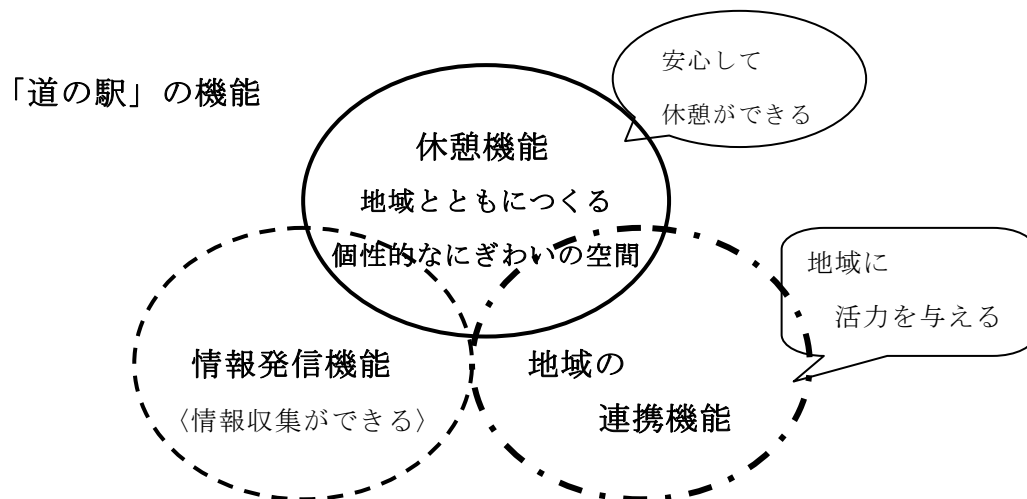 「道の駅」の機能
安心して
休憩ができる
休憩機能
地域とともにつくる
個性的なにぎわいの空間
地域に
活力を与える
情報発信機能
〈情報収集ができる〉
地域の
連携機能